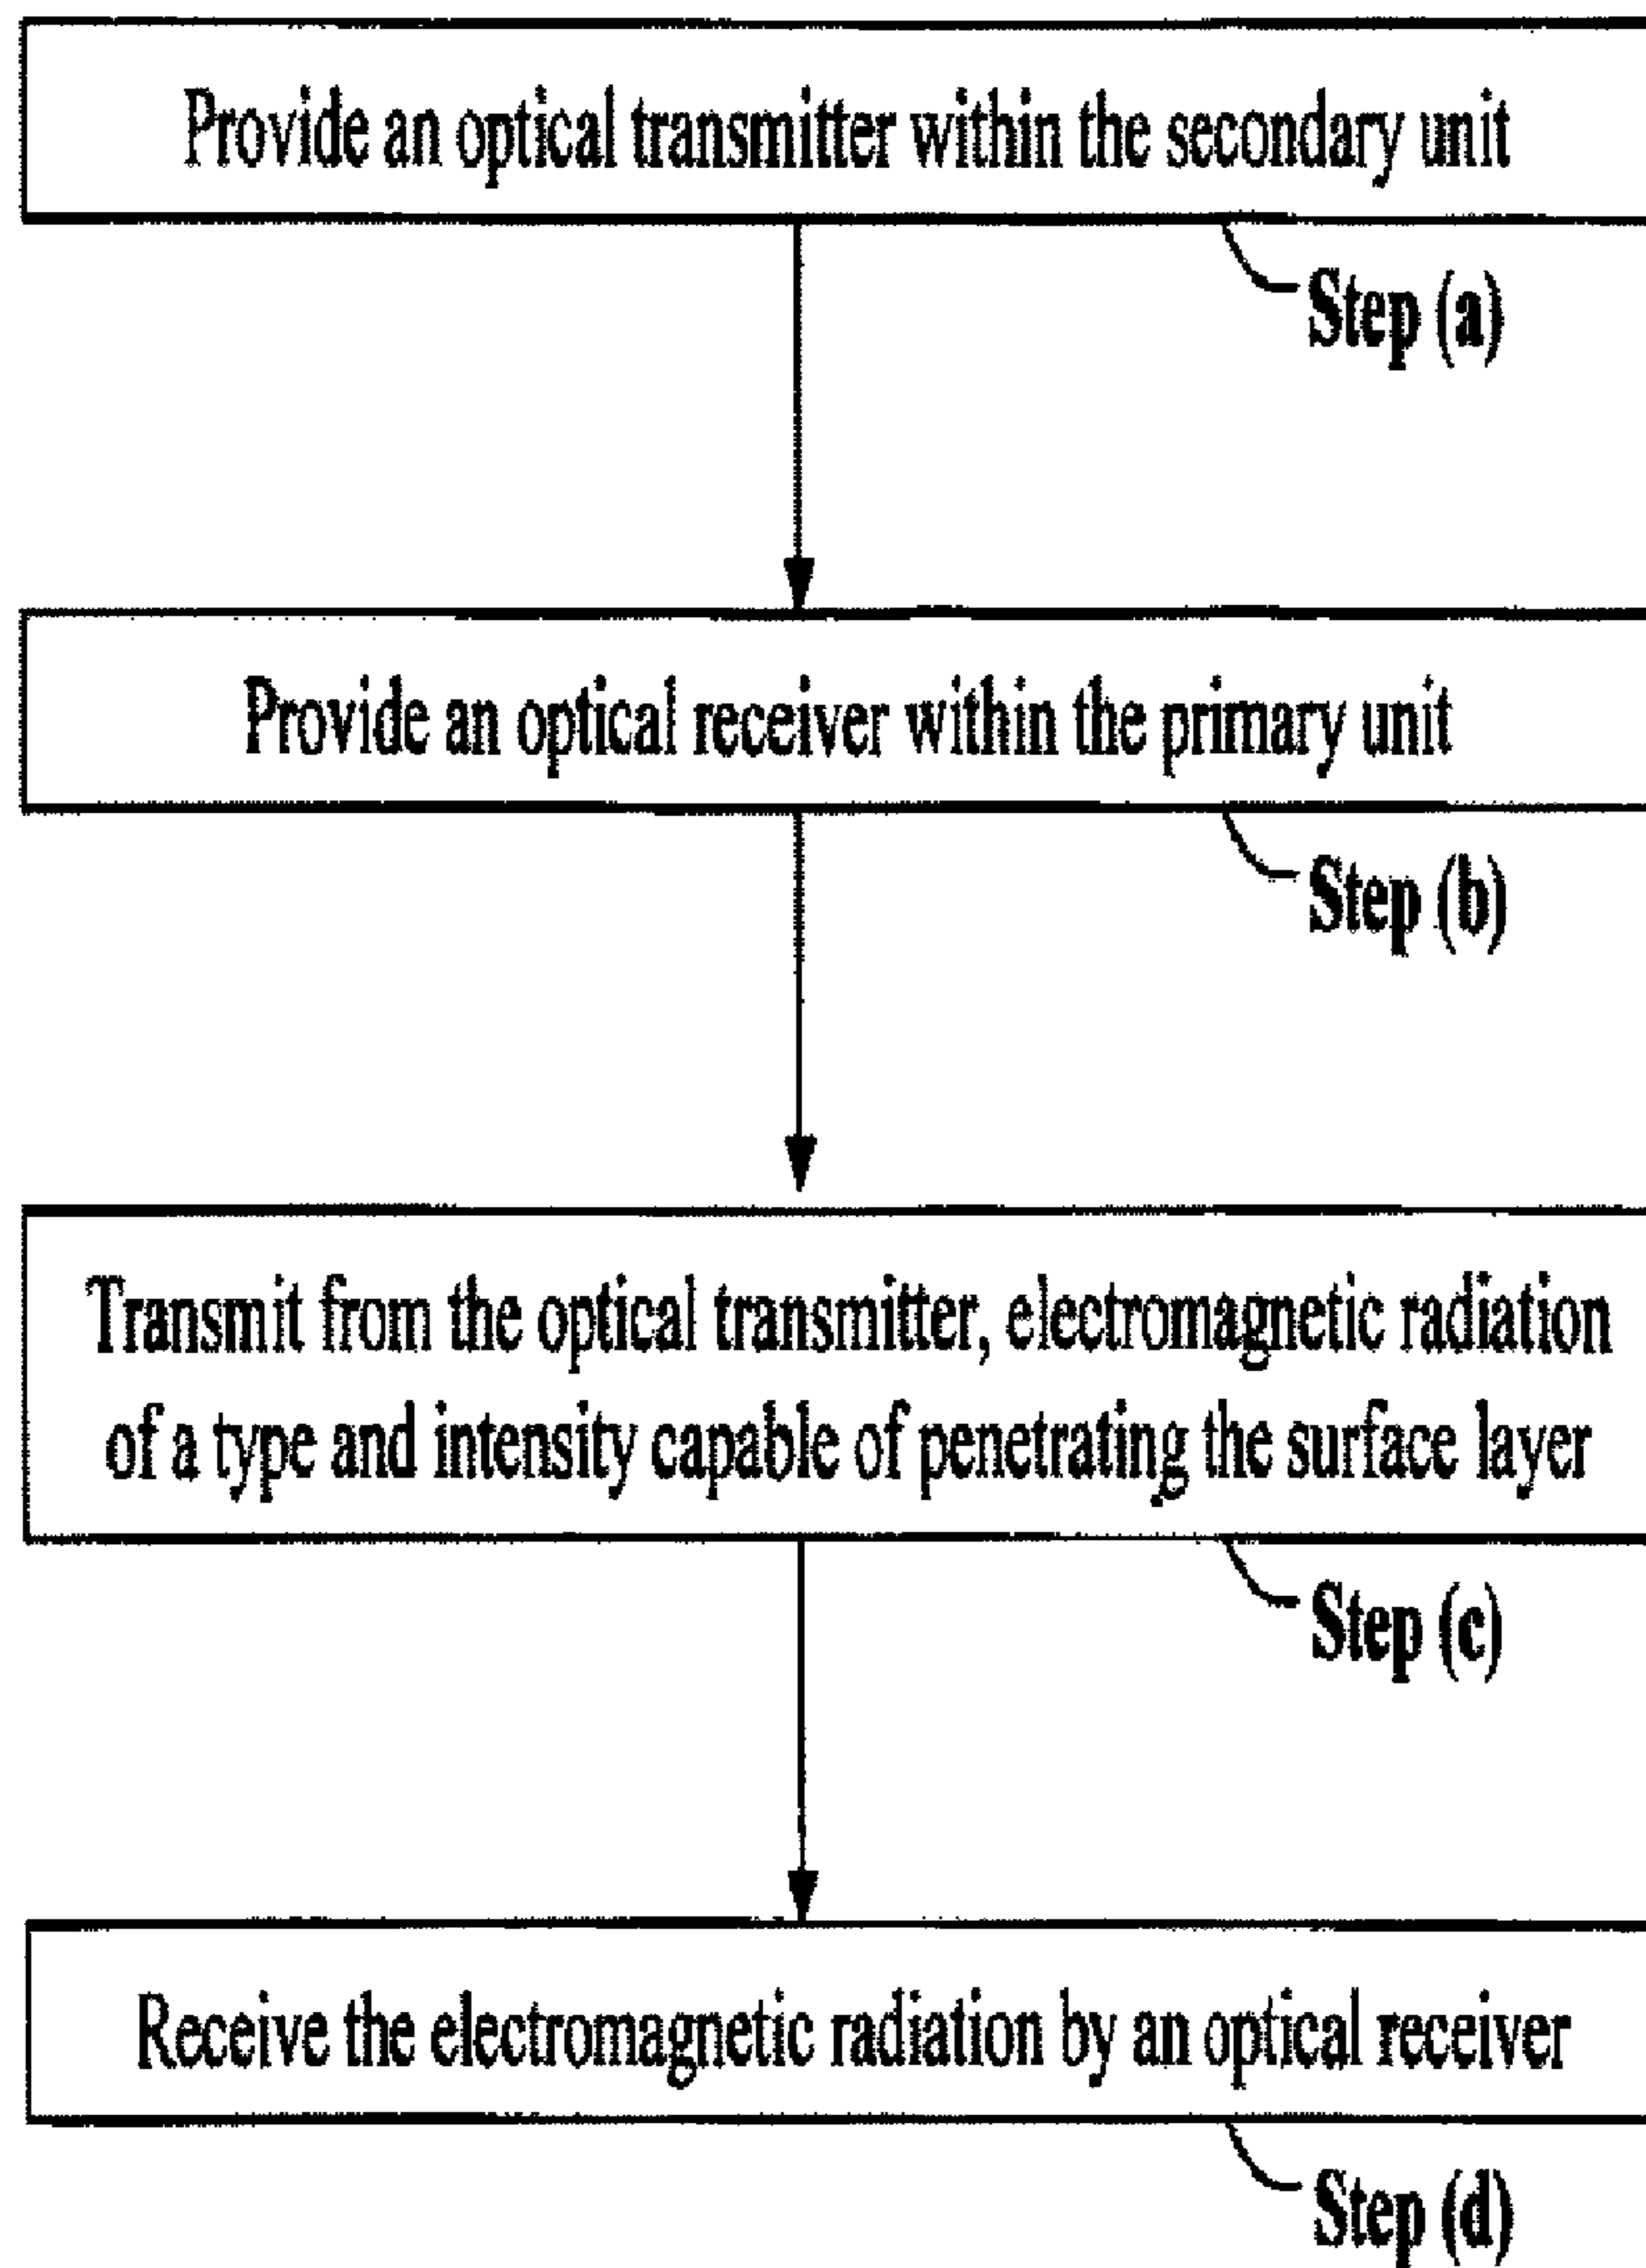 Provide an optical transmitter within the secondary unit
Step (a)
Provide an optical receiver within the primary unit
Step (b)
Transmit from the optical transmitter, electromagnetic radiation
of a type and intensity capable of penetrating the surface layer
Step (c)
Receive the electromagnetic radiation by an optical receiver
Step (d)